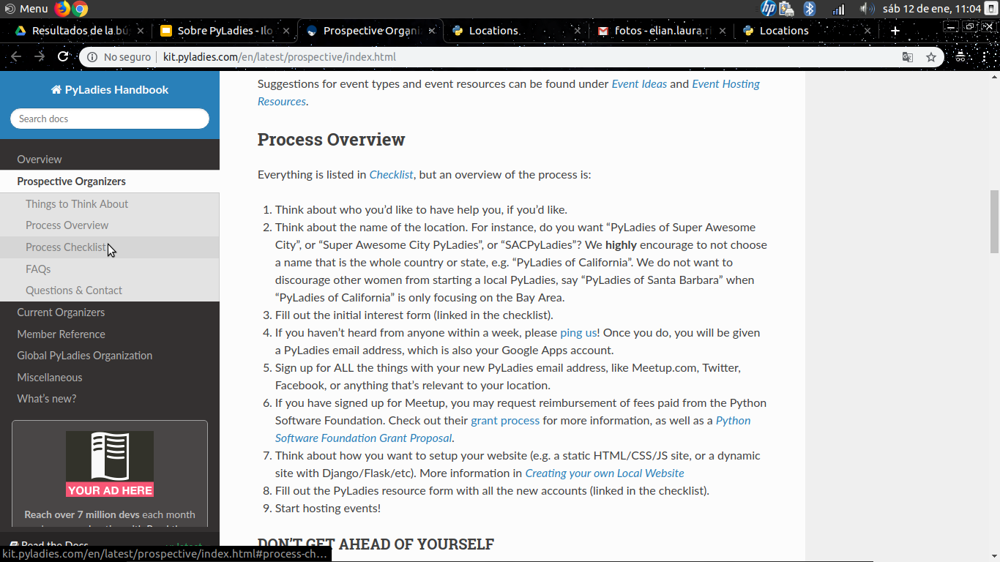 Menu
sáb 12 de ene, 11:04
Resultados de la bú
Sobre PyLadies - Ilo
Prospective Organi
Locations
fotos - elian.laura.ri
Locations
No seguro | kit.pyladies.com/en/latest/prospective/index.html
PyLadies Handbook
Search docs
Overview
Prospective Organizers
Things to Think About
Process Overview
Process Checklist
FAQs
Questions & Contact
Current Organizers
Member Reference
Global PyLadies Organization
Miscellaneous
What's new?
YOUR AD HERE
Reach over 7 million devs each month
Read the Docs
kit.pyladies.com/en/latest/prospective/index.html#process-ch...
Suggestions for event types and event resources can be found under Event Ideas and Event Hosting
Resources.
Process Overview
Everything is listed in Checklist, but an overview of the process is:
1. Think about who you’d like to have help you, if you’d like.
2. Think about the name of the location. For instance, do you want “PyLadies of Super Awesome
City”, or “Super Awesome City PyLadies”, or “SACPyLadies”? We highly encourage to not choose
a name that is the whole country or state, e.g. “PyLadies of California”. We do not want to
discourage other women from starting a local PyLadies, say “PyLadies of Santa Barbara” when
“PyLadies of California” is only focusing on the Bay Area.
3. Fill out the initial interest form (linked in the checklist).
4. If you haven’t heard from anyone within a week, please ping us! Once you do, you will be given
a PyLadies email address, which is also your Google Apps account.
5. Sign up for ALL the things with your new PyLadies email address, like Meetup.com, Twitter,
Facebook, or anything that’s relevant to your location.
6. If you have signed up for Meetup, you may request reimbursement of fees paid from the Python
Software Foundation. Check out their grant process for more information, as well as a Python
Software Foundation Grant Proposal.
7. Think about how you want to setup your website (e.g. a static HTML/CSS/JS site, or a dynamic
site with Django/Flask/etc). More information in Creating your own Local Website
8. Fill out the PyLadies resource form with all the new accounts (linked in the checklist).
9. Start hosting events!
DON’T GET AHEAD OF YOURSELF